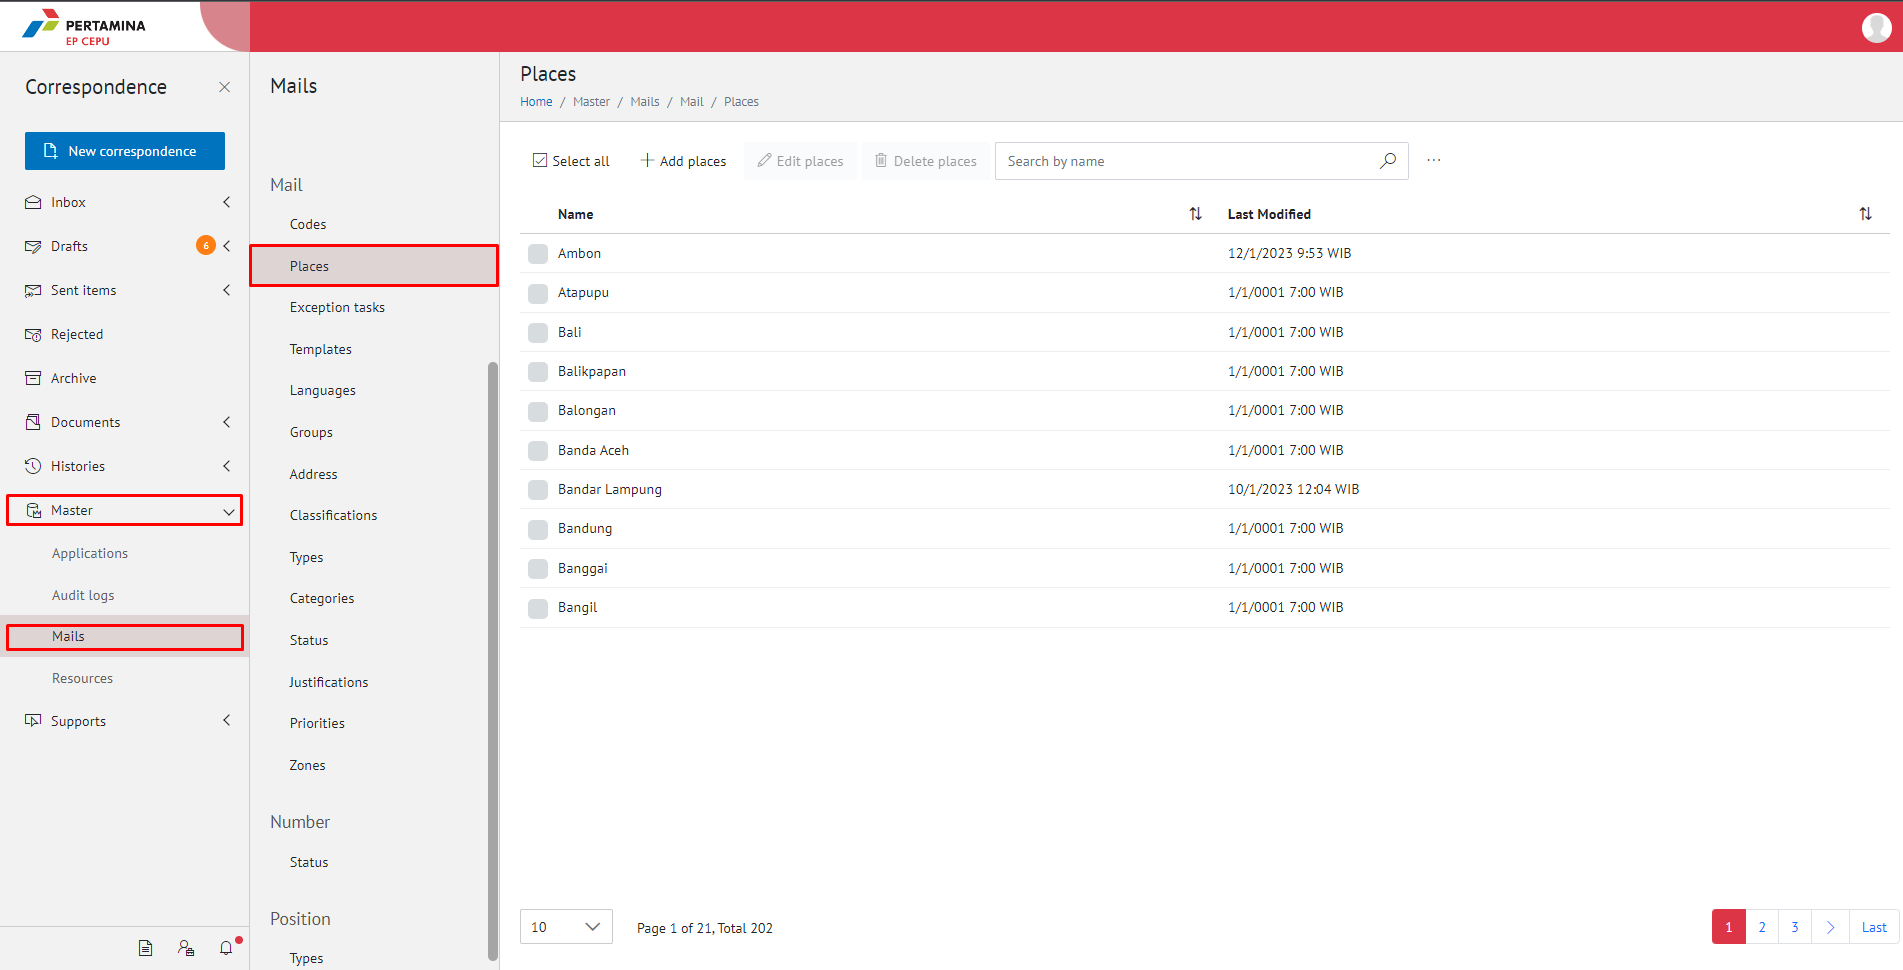 PERTAMINA
EP CEPU
Correspondence
New correspondence
Inbox
Drafts
6
Sent items
Rejected
Archive
Documents
Histories
Master
Applications
Audit logs
Mails
Resources
Supports
Mails
Mail
Codes
Places
Exception tasks
Templates
Languages
Groups
Address
Classifications
Types
Categories
Status
Justifications
Priorities
Zones
Number
Status
Position
Types
Places
Home / Master / Mails / Mail / Places
Select all
Add places
Edit places
Delete places
Search by name
...
Name Last Modified
Ambon 12/1/2023 9:53 WIB
Atapupu 1/1/0001 7:00 WIB
Bali 1/1/0001 7:00 WIB
Balikpapan 1/1/0001 7:00 WIB
Balongan 1/1/0001 7:00 WIB
Banda Aceh 1/1/0001 7:00 WIB
Bandar Lampung 10/1/2023 12:04 WIB
Bandung 1/1/0001 7:00 WIB
Banggai 1/1/0001 7:00 WIB
Bangil 1/1/0001 7:00 WIB
10 Page 1 of 21, Total 202
1 2 3 Last